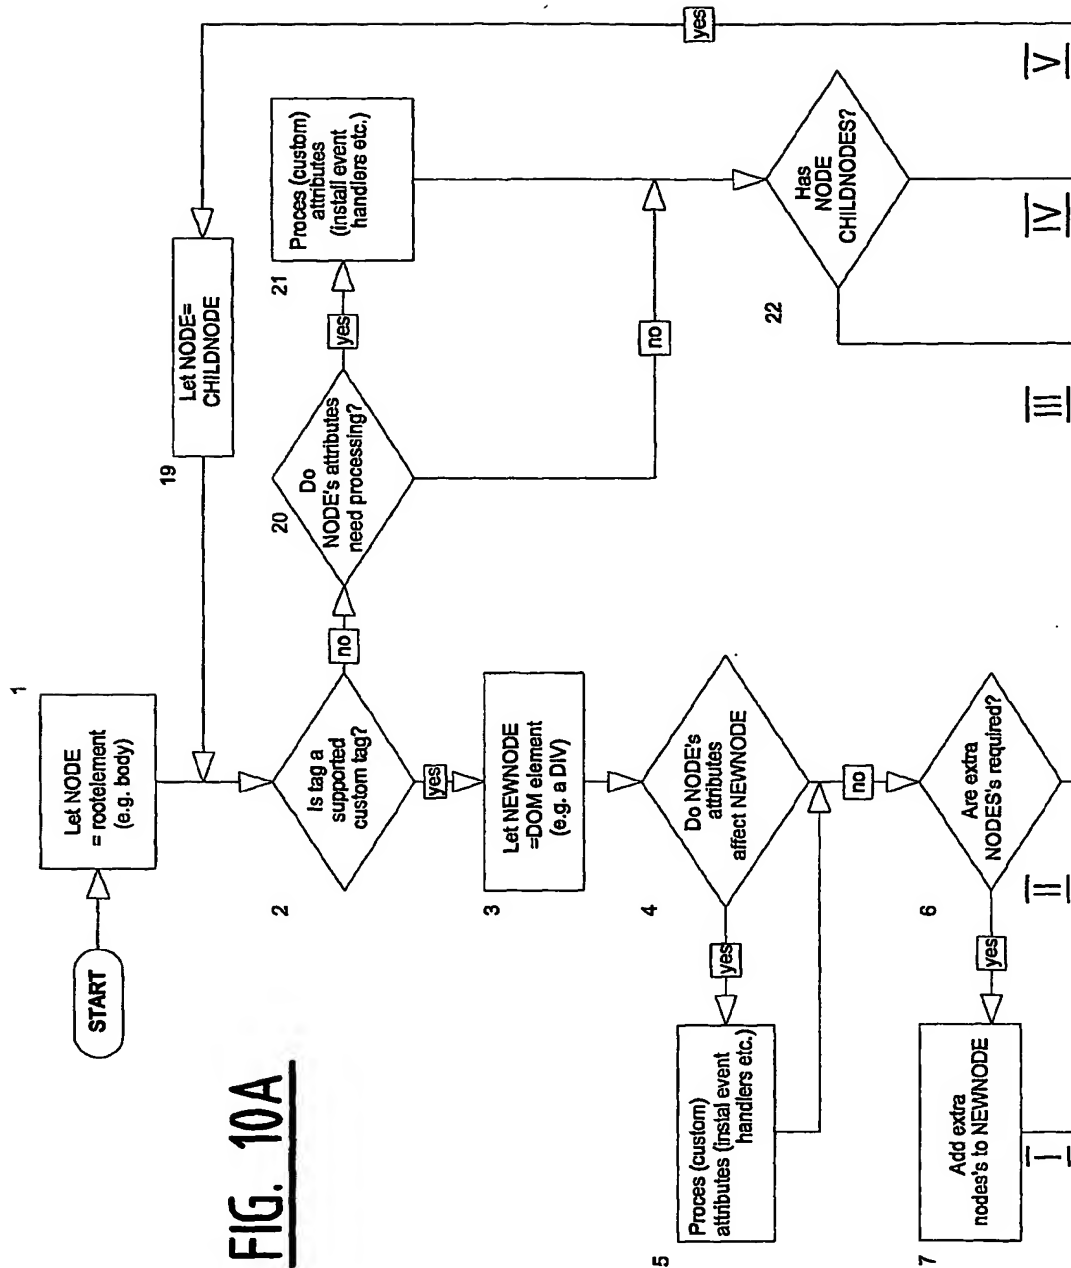 FIG. 10A
START
1
Let NODE
= rootelement
(e.g. body)
19
Let NODE=
CHILDNODE
yes
2
Is tag a
supported
custom tag?
no
yes
20
Do
NODE's attributes
need processing?
yes
no
21
Proces (custom)
attributes
(install event
handlers etc.)
3
Let NEWNODE
=DOM element
(e.g. a DIV)
4
Do NODE's
attributes
affect NEWNODE
yes
no
5
Proces (custom)
attributes (instal event
handlers etc.)
22
Has
NODE
CHILDNODES?
6
Are extra
NODES's required?
yes
7
Add extra
nodes's to NEWNODE
I
II
III
IV
V